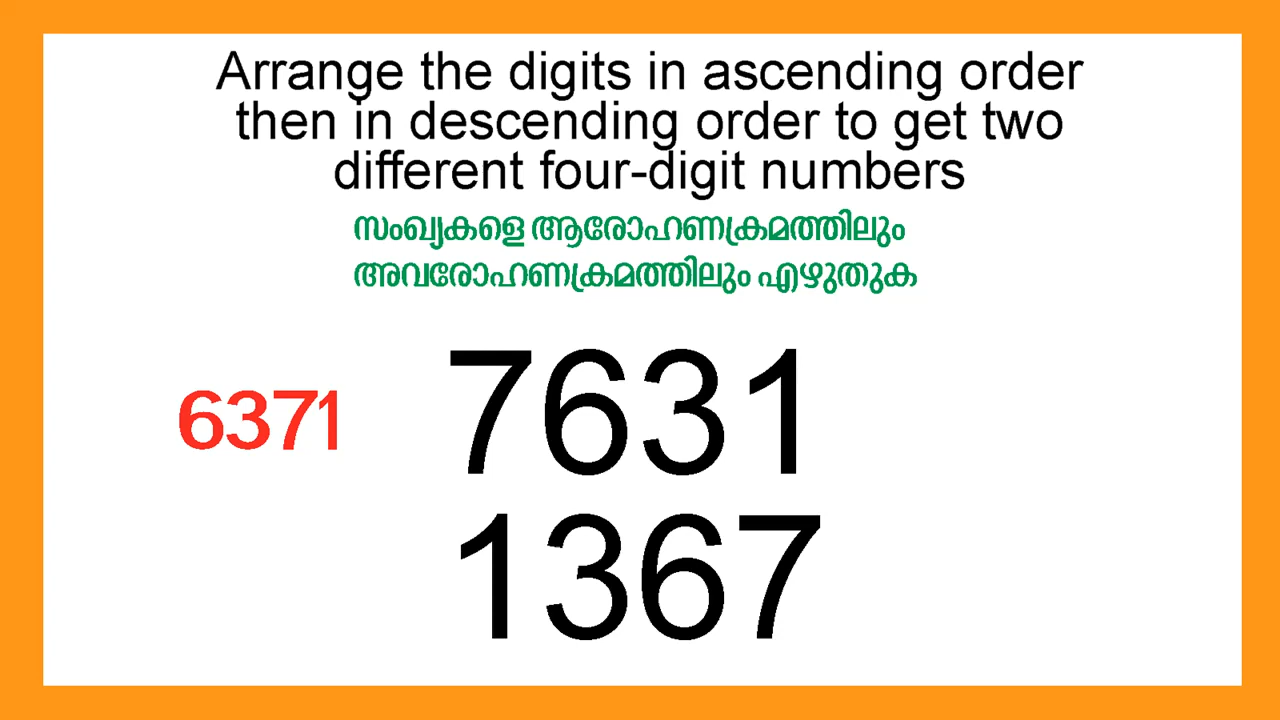 Arrange the digits in ascending order
then in descending order to get two
different four-digit numbers
സംഖ്യകളെ ആരോഹണക്രമത്തിലും
അവരോഹണക്രമത്തിലും എഴുതുക
6371
7631
1367